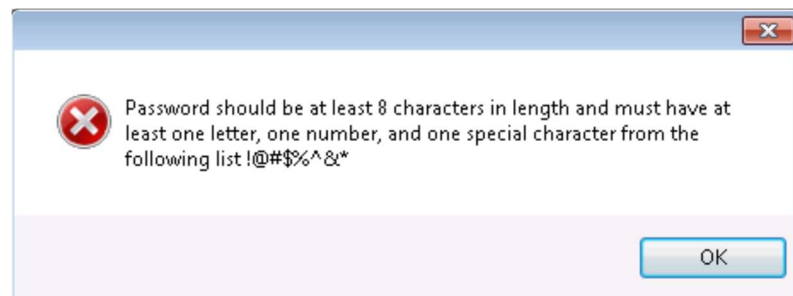 Password should be at least 8 characters in length and must have at
least one letter, one number, and one special character from the
following list !@#$%^&*
OK